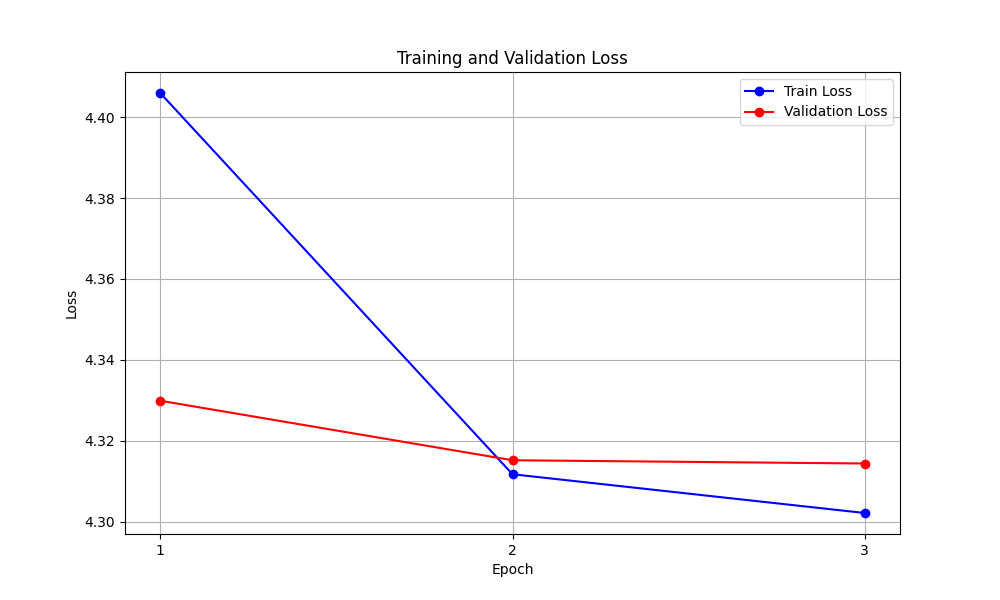 Training and Validation Loss
Train Loss
Validation Loss
4.40
4.38
4.36
4.34
4.32
4.30
Loss
1
2
3
Epoch